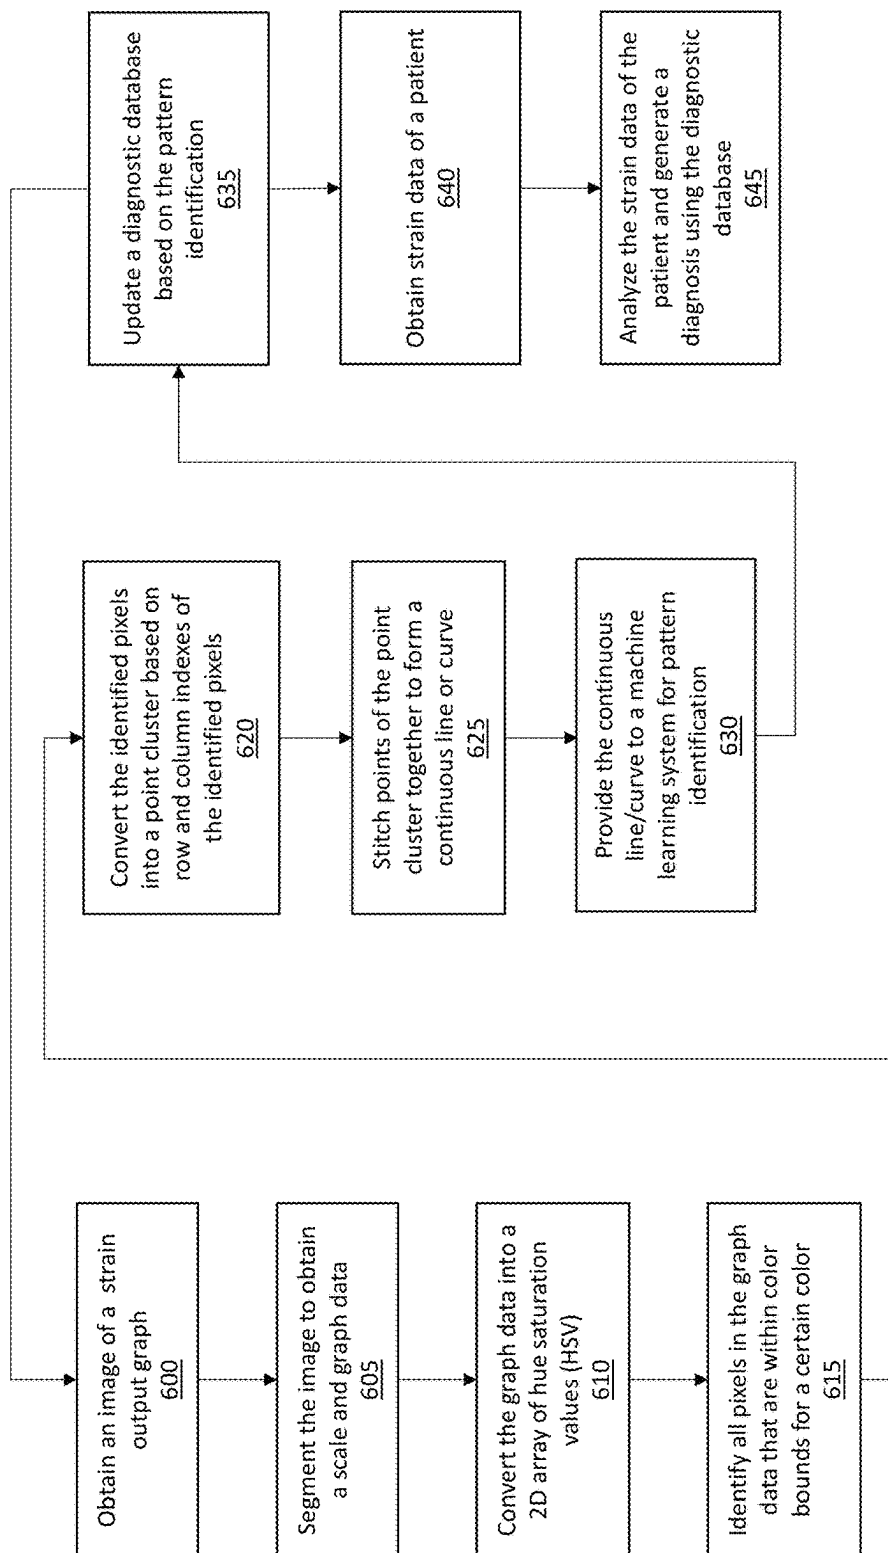 Obtain an image of a strain
output graph
600
Segment the image to obtain
a scale and graph data
605
Convert the graph data into a
2D array of hue saturation
values (HSV)
610
Identify all pixels in the graph
data that are within color
bounds for a certain color
615
Convert the identified pixels
into a point cluster based on
row and column indexes of
the identified pixels
620
Stitch points of the point
cluster together to form a
continuous line or curve
625
Provide the continuous
line/curve to a machine
learning system for pattern
identification
630
Update a diagnostic database
based on the pattern
identification
635
Obtain strain data of a patient
640
Analyze the strain data of the
patient and generate a
diagnosis using the diagnostic
database
645